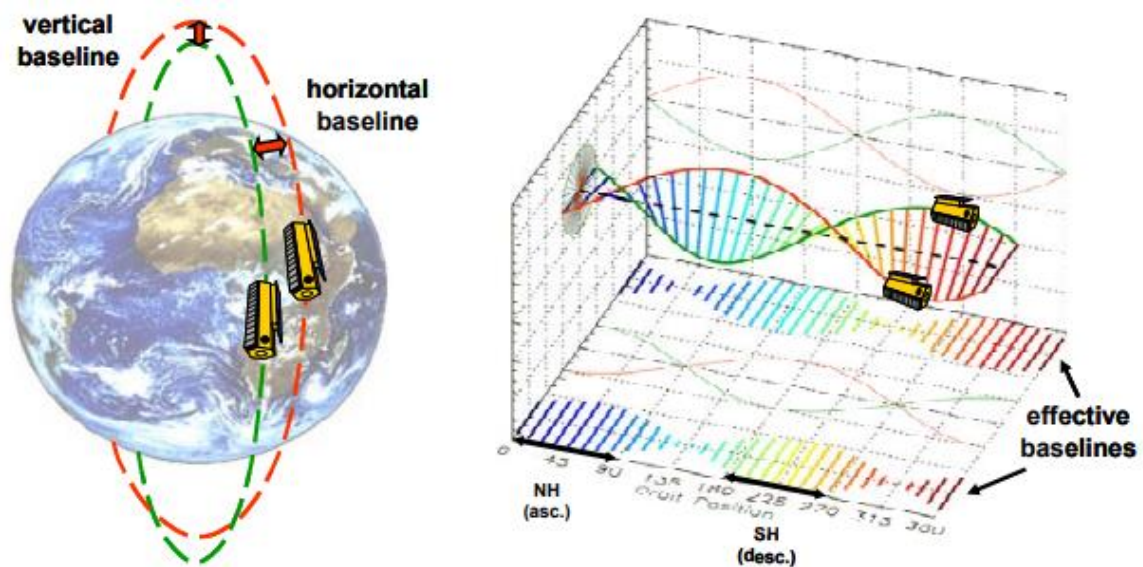 vertical
baseline
horizontal
baseline
effective
baselines
0
45
90
135
180
225
270
315
360
Orbit Position
NH
(asc.)
SH
(desc.)